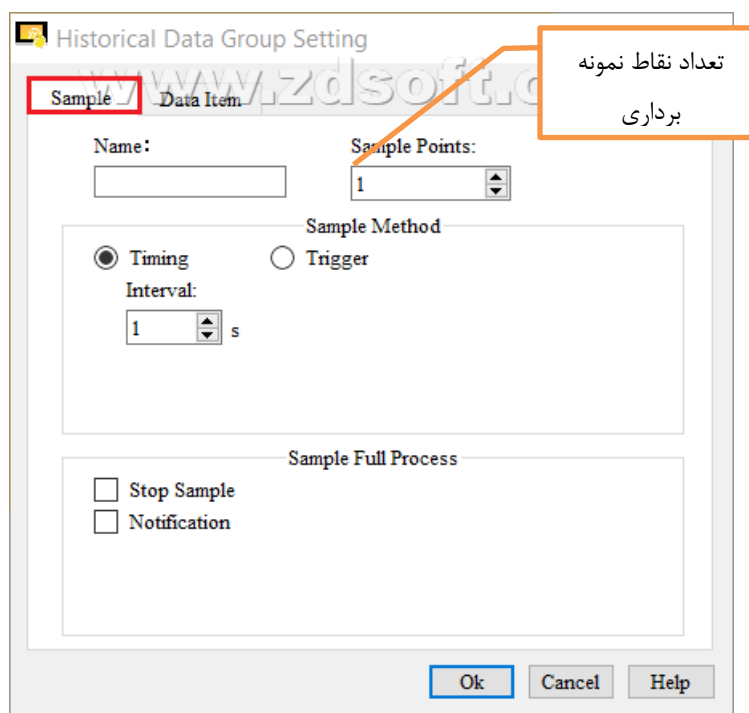 Historical Data Group Setting
تعداد نقاط نمونه
برداری
www.zdsoft.c
Sample Data Item
Name: Sample Points:
1
Sample Method
Timing Trigger
Interval:
1 s
Sample Full Process
Stop Sample
Notification
Ok Cancel Help